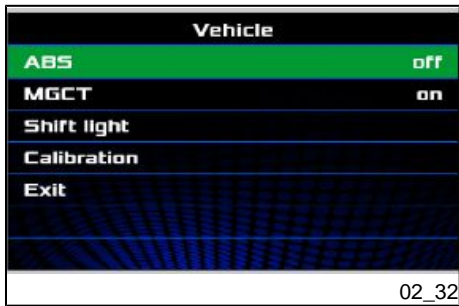 Vehicle
ABS off
MGCT on
Shift light
Calibration
Exit
02_32